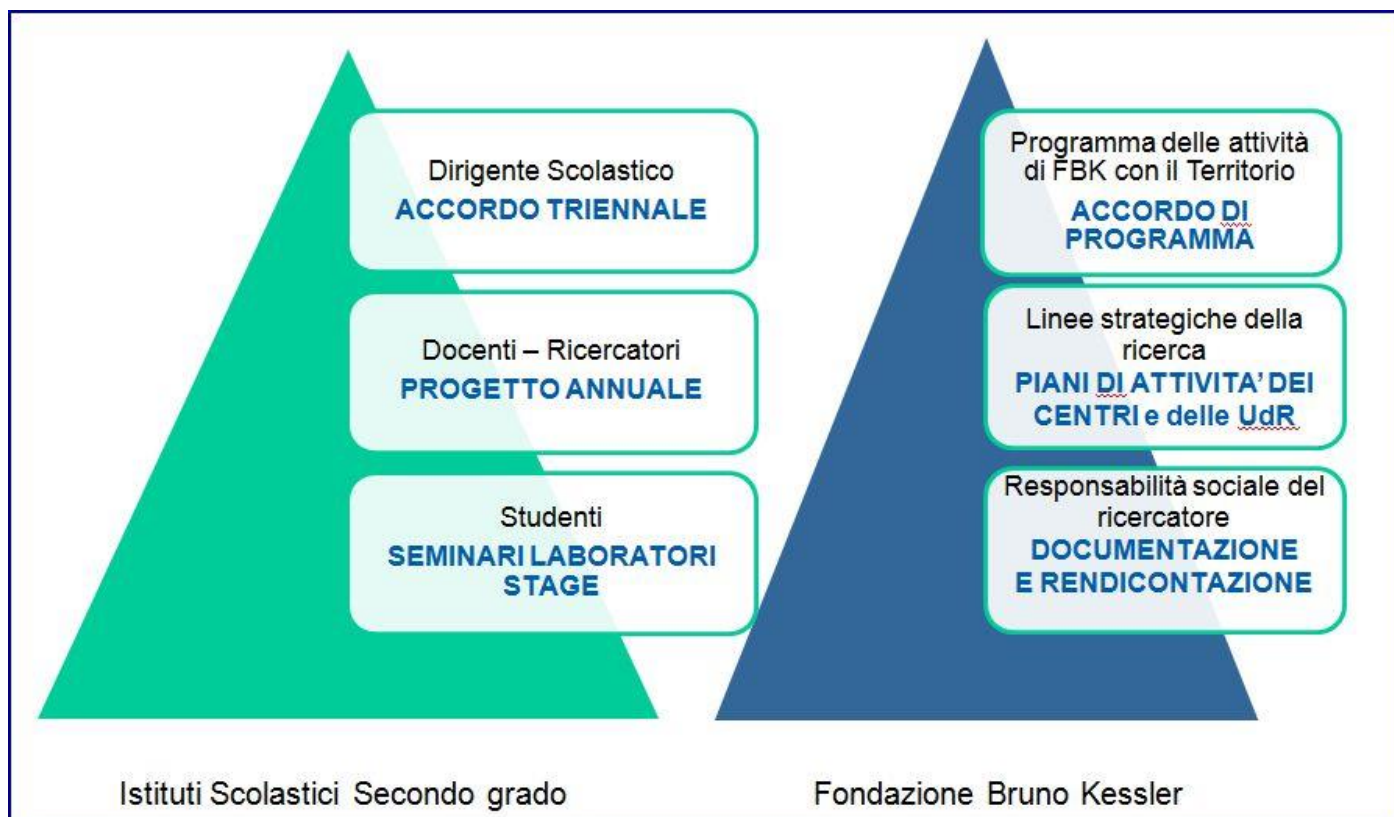 Dirigente Scolastico
ACCORDO TRIENNALE
Docenti – Ricercatori
PROGETTO ANNUALE
Studenti
SEMINARI LABORATORI
STAGE
Istituti Scolastici Secondo grado
Programma delle attività
di FBK con il Territorio
ACCORDO DI
PROGRAMMA
Linee strategiche della
ricerca
PIANI DI ATTIVITA’ DEI
CENTRI e delle UdR
Responsabilità sociale del
ricercatore
DOCUMENTAZIONE
E RENDICONTAZIONE
Fondazione Bruno Kessler